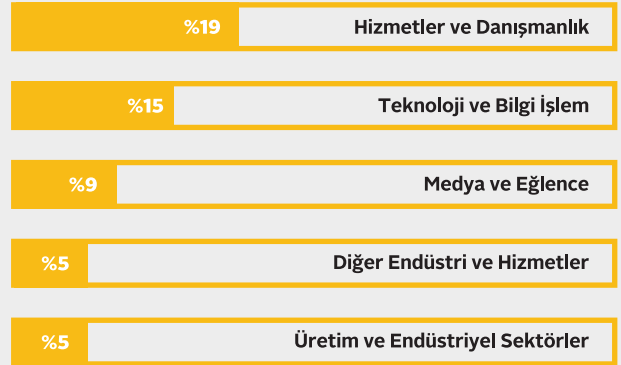 %19 Hizmetler ve Danışmanlık
%15 Teknoloji ve Bilgi İşlem
%9 Medya ve Eğlence
%5 Diğer Endüstri ve Hizmetler
%5 Üretim ve Endüstriyel Sektörler